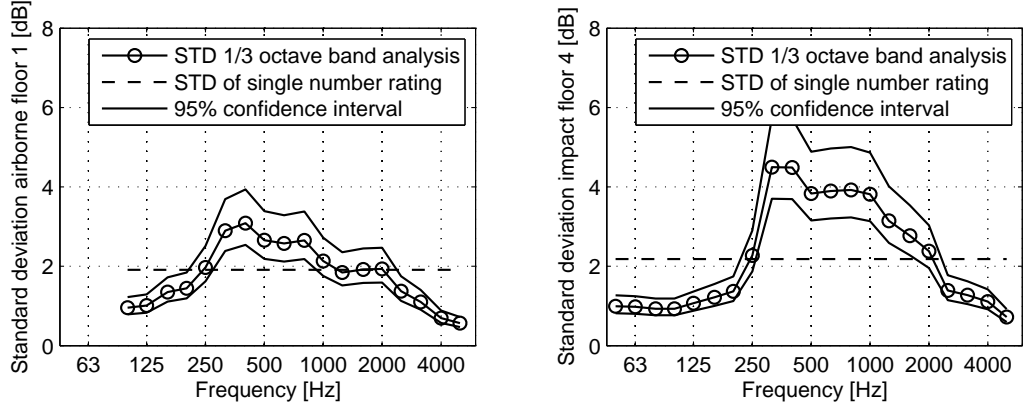 Standard deviation airborne floor 1 [dB]
8
6
4
2
0
STD 1/3 octave band analysis
STD of single number rating
95% confidence interval
63 125 250 500 1000 2000 4000
Frequency [Hz]
Standard deviation impact floor 4 [dB]
8
6
4
2
0
STD 1/3 octave band analysis
STD of single number rating
95% confidence interval
63 125 250 500 1000 2000 4000
Frequency [Hz]